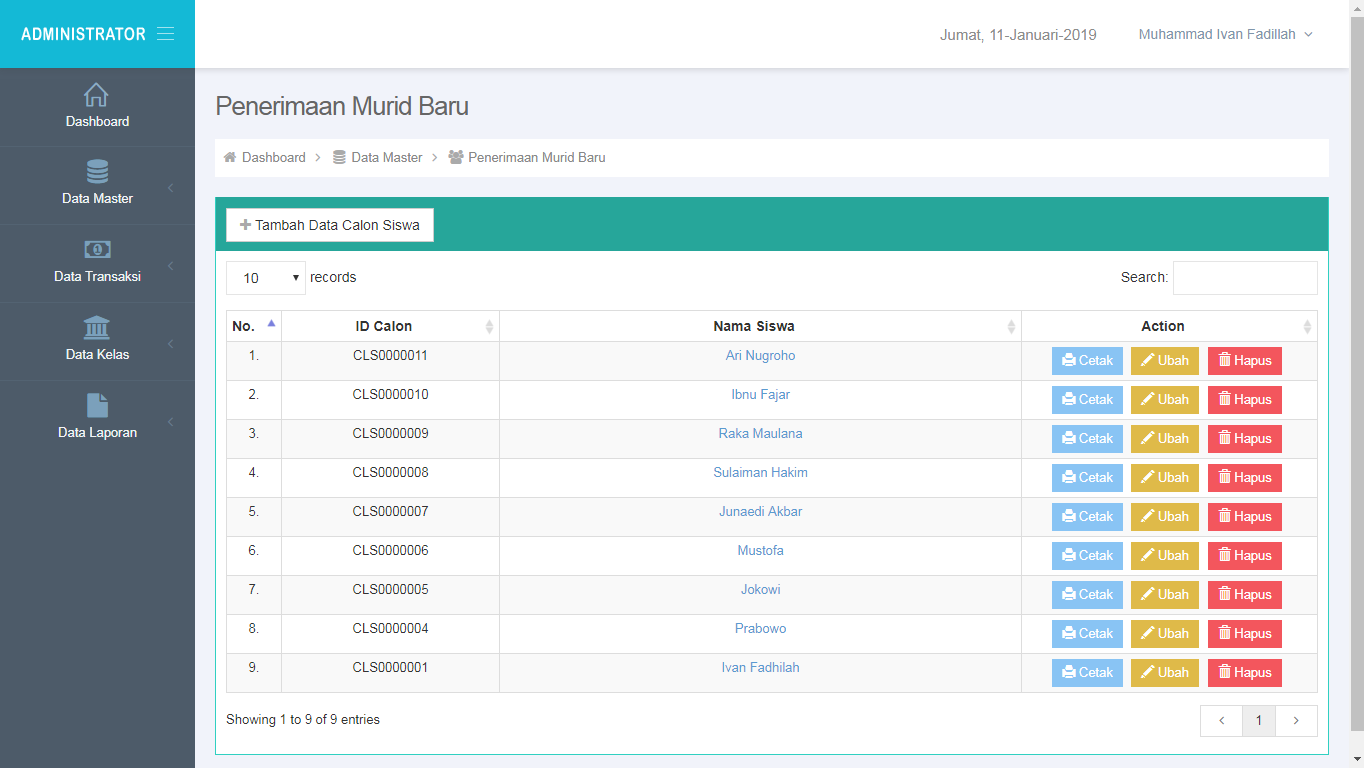 ADMINISTRATOR
Jumat, 11-Januari-2019 Muhammad Ivan Fadillah
Dashboard
Data Master
Data Transaksi
Data Kelas
Data Laporan
Penerimaan Murid Baru
Dashboard Data Master Penerimaan Murid Baru
Tambah Data Calon Siswa
10 records Search:
No. ID Calon Nama Siswa Action
1. CLS0000011 Ari Nugroho Cetak Ubah Hapus
2. CLS0000010 Ibnu Fajar Cetak Ubah Hapus
3. CLS0000009 Raka Maulana Cetak Ubah Hapus
4. CLS0000008 Sulaiman Hakim Cetak Ubah Hapus
5. CLS0000007 Junaedi Akbar Cetak Ubah Hapus
6. CLS0000006 Mustofa Cetak Ubah Hapus
7. CLS0000005 Jokowi Cetak Ubah Hapus
8. CLS0000004 Prabowo Cetak Ubah Hapus
9. CLS0000001 Ivan Fadhilah Cetak Ubah Hapus
Showing 1 to 9 of 9 entries 1